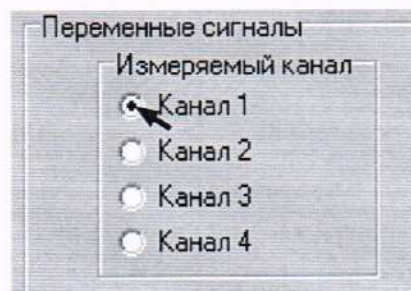 Переменные сигналы
Измеряемый канал
Канал 1
Канал 2
Канал 3
Канал 4